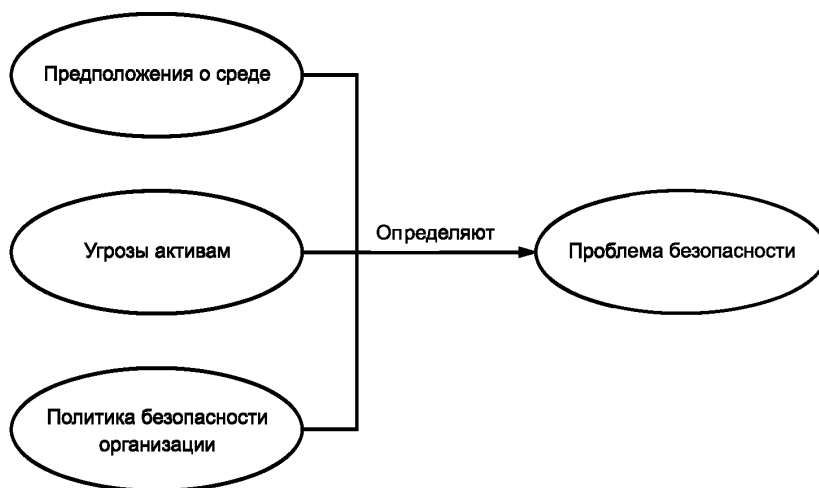 Предположения о среде
Угрозы активам
Определяют
Проблема безопасности
Политика безопасности
организации